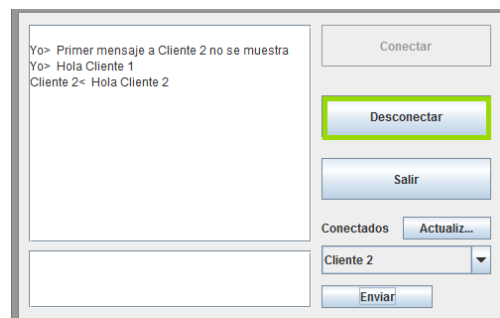 Yo> Primer mensaje a Cliente 2 no se muestra
Yo> Hola Cliente 1
Cliente 2< Hola Cliente 2
Conectar
Desconectar
Salir
Conectados Actualiz...
Cliente 2
Enviar